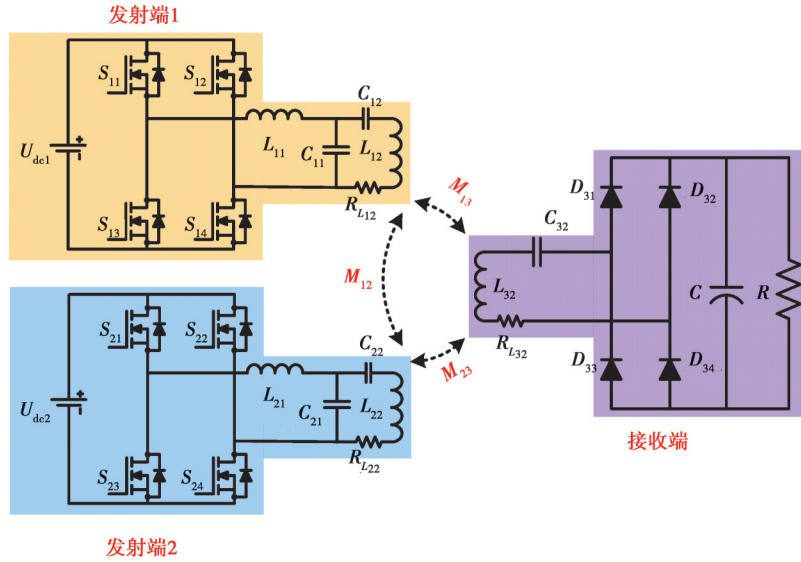 发射端1
S11
S12
C12
Udc1
L11
C11
L12
RL12
S13
S14
M13
M12
M23
D31
D32
C32
L32
C
R
RL32
D33
D34
接收端
S21
S22
C22
Udc2
L21
C21
L22
RL22
S23
S24
发射端2